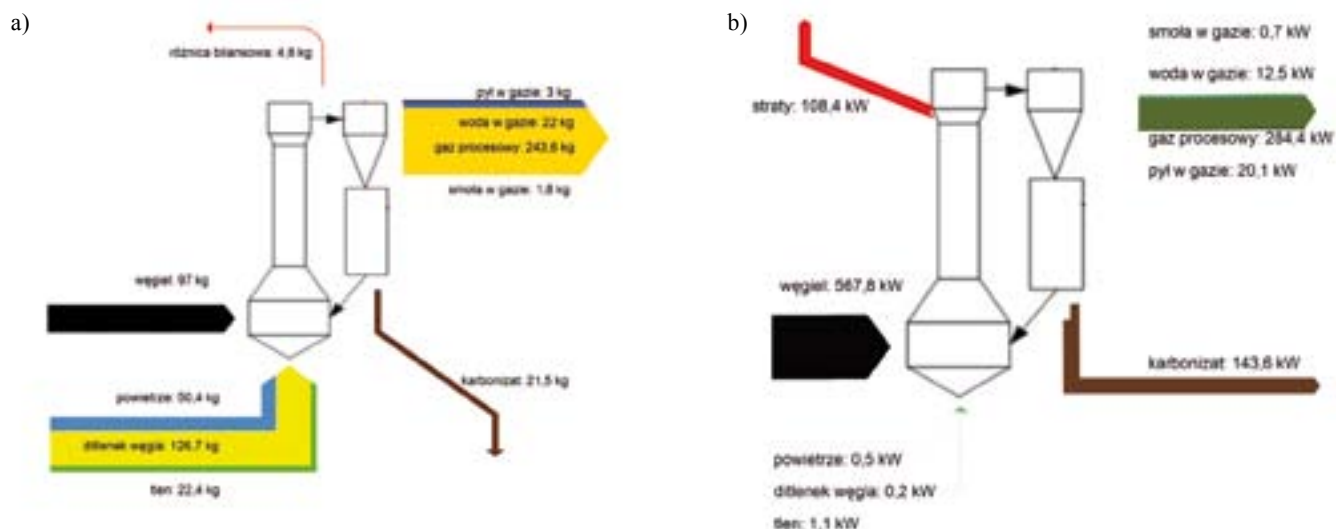 a)
różnica bilansowa: 4,6 kg
pył w gazie: 3 kg
woda w gazie: 22 kg
gaz procesowy: 243,6 kg
smoła w gazie: 1,8 kg
węgiel: 97 kg
karbonizat: 21,5 kg
powietrze: 50,4 kg
ditlenek węgla: 126,7 kg
tlen: 22,4 kg
b)
smoła w gazie: 0,7 kW
woda w gazie: 12,5 kW
straty: 108,4 kW
gaz procesowy: 284,4 kW
pył w gazie: 20,1 kW
węgiel: 567,8 kW
karbonizat: 143,6 kW
powietrze: 0,5 kW
ditlenek węgla: 0,2 kW
tlen: 1,1 kW